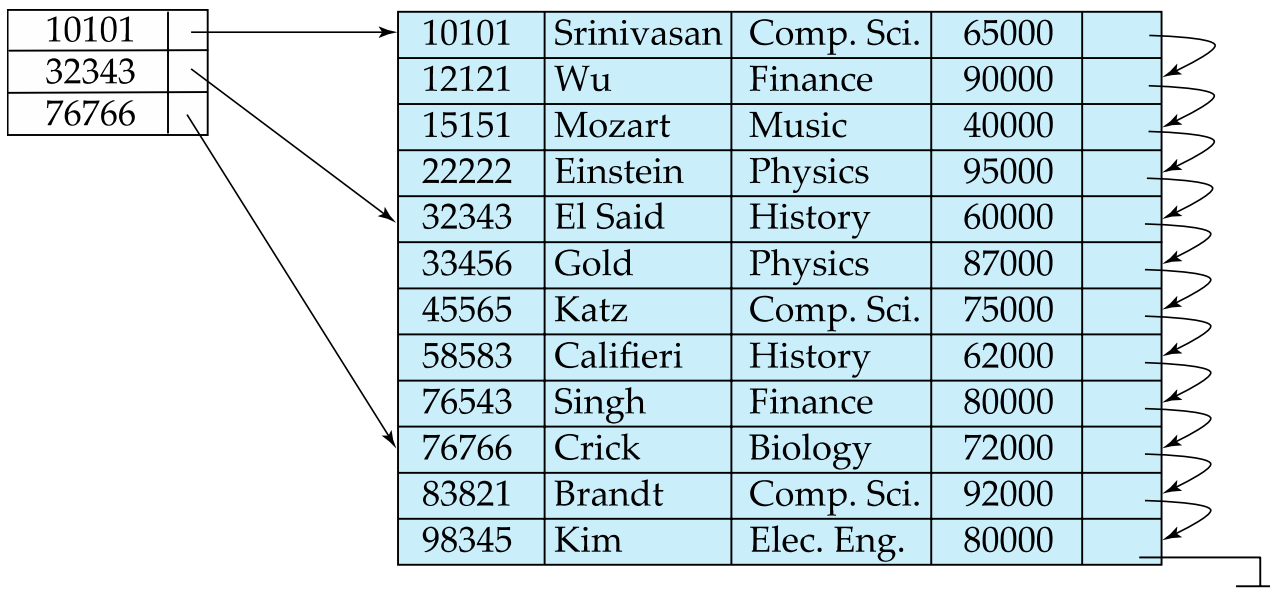 10101
32343
76766
10101 Srinivasan Comp. Sci. 65000
12121 Wu Finance 90000
15151 Mozart Music 40000
22222 Einstein Physics 95000
32343 El Said History 60000
33456 Gold Physics 87000
45565 Katz Comp. Sci. 75000
58583 Califieri History 62000
76543 Singh Finance 80000
76766 Crick Biology 72000
83821 Brandt Comp. Sci. 92000
98345 Kim Elec. Eng. 80000